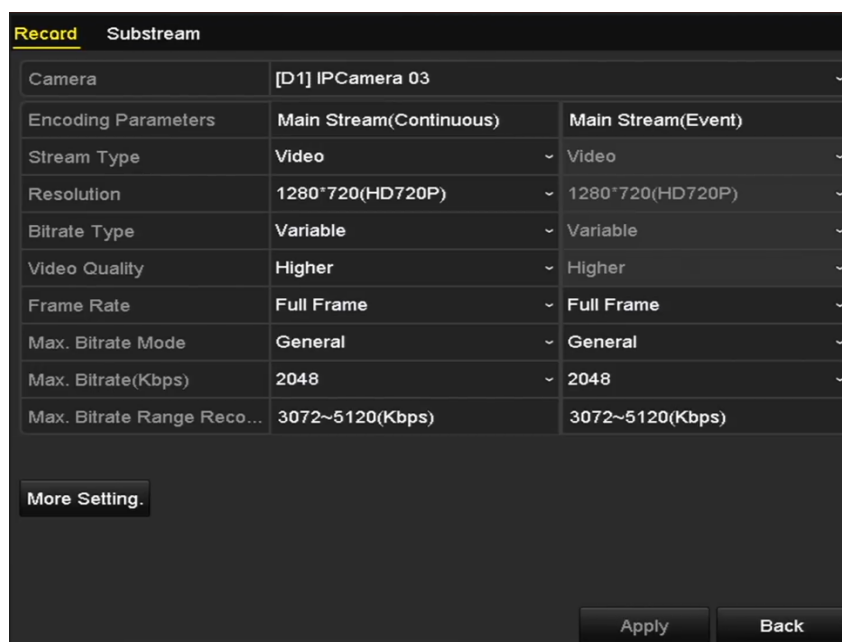 Record Substream
Camera [D1] IPCamera 03
Encoding Parameters Main Stream(Continuous) Main Stream(Event)
Stream Type Video Video
Resolution 1280*720(HD720P) 1280*720(HD720P)
Bitrate Type Variable Variable
Video Quality Higher Higher
Frame Rate Full Frame Full Frame
Max. Bitrate Mode General General
Max. Bitrate(Kbps) 2048 2048
Max. Bitrate Range Reco... 3072~5120(Kbps) 3072~5120(Kbps)
More Setting.
Apply Back